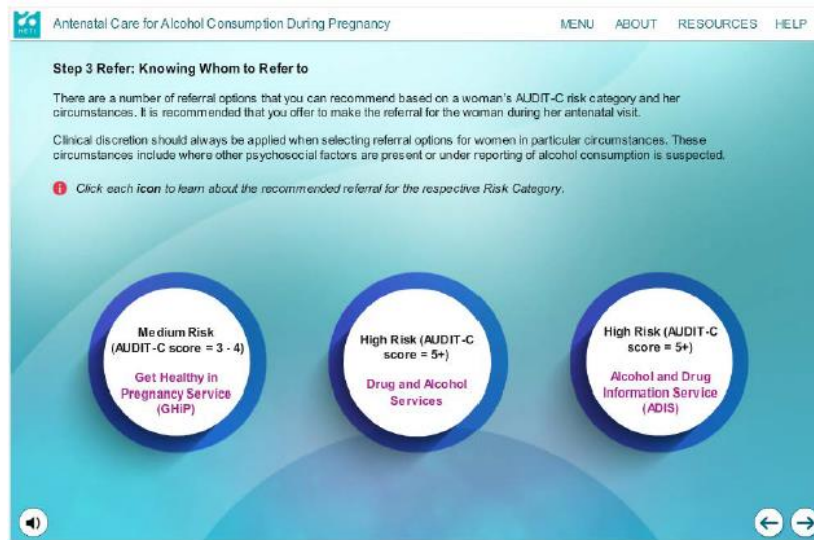 HETI
Antenatal Care for Alcohol Consumption During Pregnancy
MENU ABOUT RESOURCES HELP
Step 3 Refer: Knowing Whom to Refer to
There are a number of referral options that you can recommend based on a woman's AUDIT-C risk category and her
circumstances. It is recommended that you offer to make the referral for the woman during her antenatal visit.
Clinical discretion should always be applied when selecting referral options for women in particular circumstances. These
circumstances include where other psychosocial factors are present or under reporting of alcohol consumption is suspected.
i Click each icon to learn about the recommended referral for the respective Risk Category.
Medium Risk
(AUDIT-C score = 3 - 4)
Get Healthy in
Pregnancy Service
(GHiP)
High Risk (AUDIT-C
score = 5+)
Drug and Alcohol
Services
High Risk (AUDIT-C
score = 5+)
Alcohol and Drug
Information Service
(ADIS)